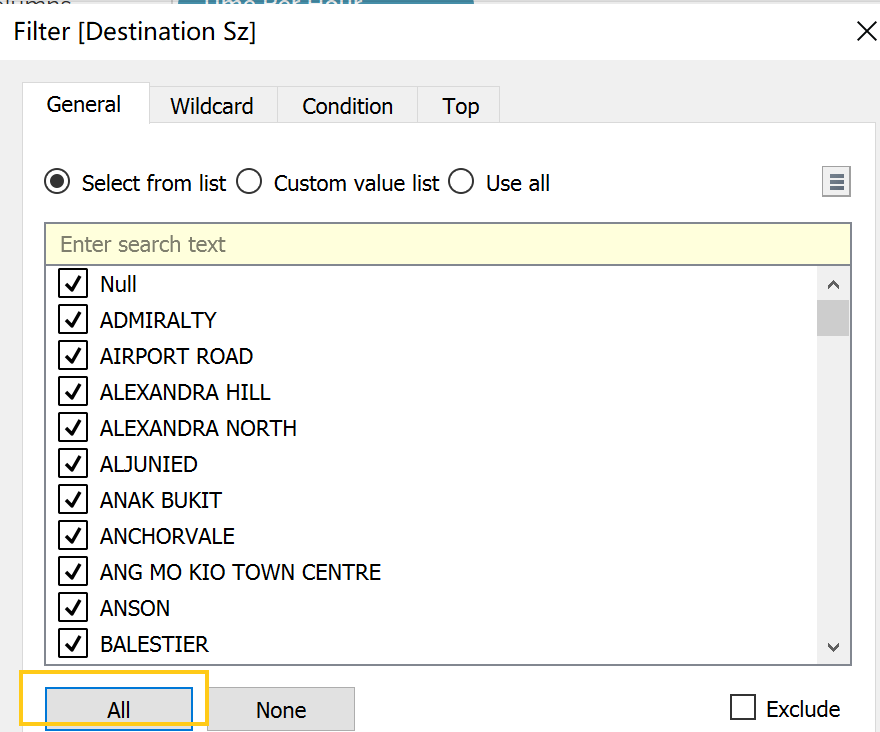 Filter [Destination Sz]
General Wildcard Condition Top
Select from list Custom value list Use all
Enter search text
Null
ADMIRALTY
AIRPORT ROAD
ALEXANDRA HILL
ALEXANDRA NORTH
ALJUNIED
ANAK BUKIT
ANCHORVALE
ANG MO KIO TOWN CENTRE
ANSON
BALESTIER
All None Exclude